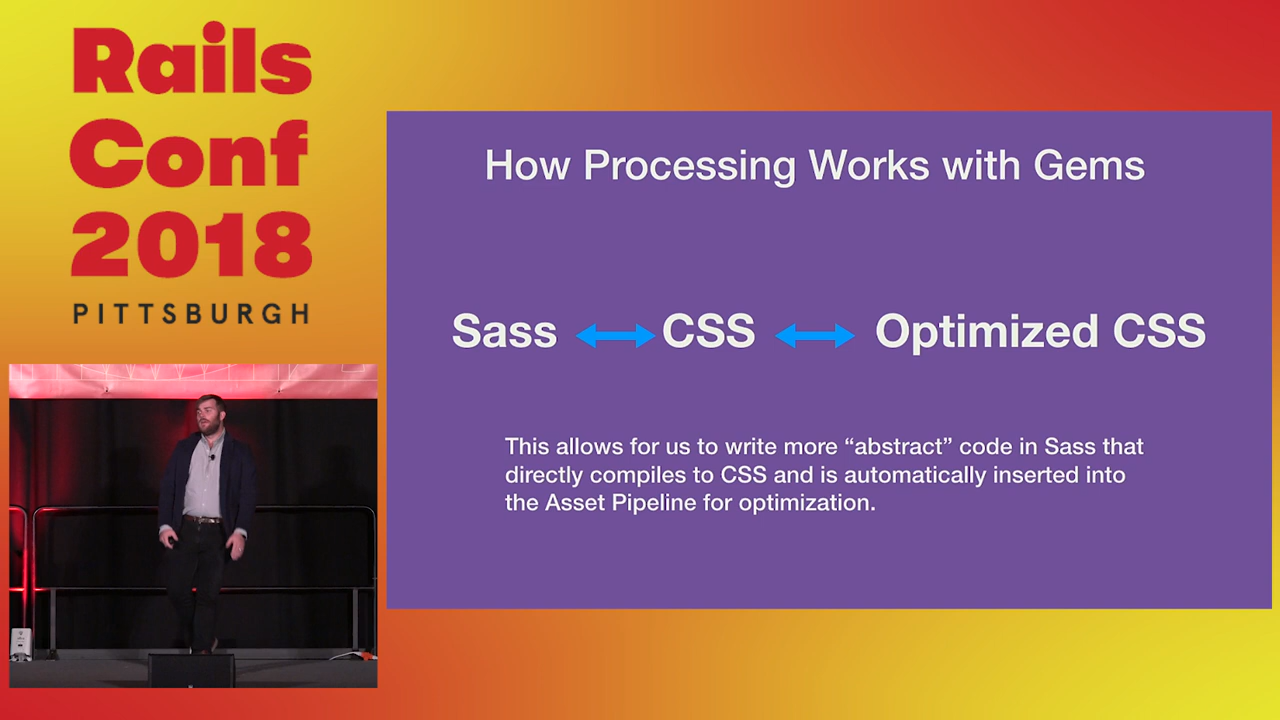 Rails
Conf
2018
PITTSBURGH
How Processing Works with Gems
Sass CSS Optimized CSS
This allows for us to write more “abstract” code in Sass that
directly compiles to CSS and is automatically inserted into
the Asset Pipeline for optimization.